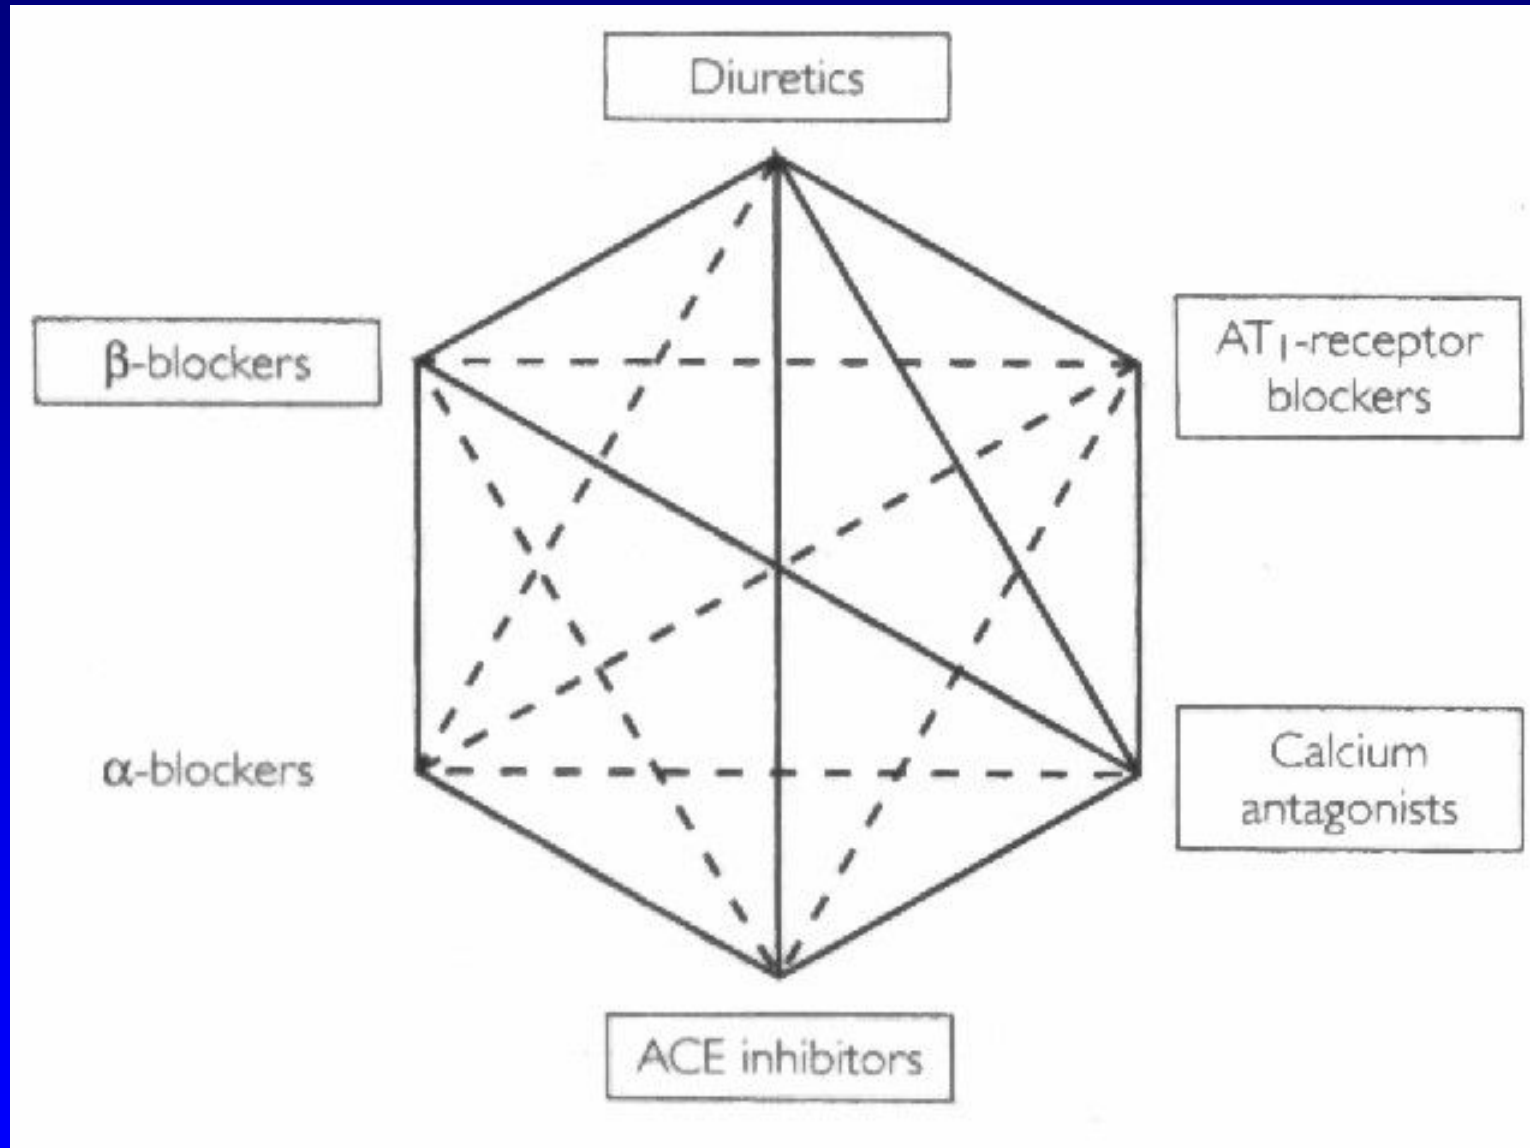 Diuretics
β-blockers
AT₁-receptor
blockers
α-blockers
Calcium
antagonists
ACE inhibitors